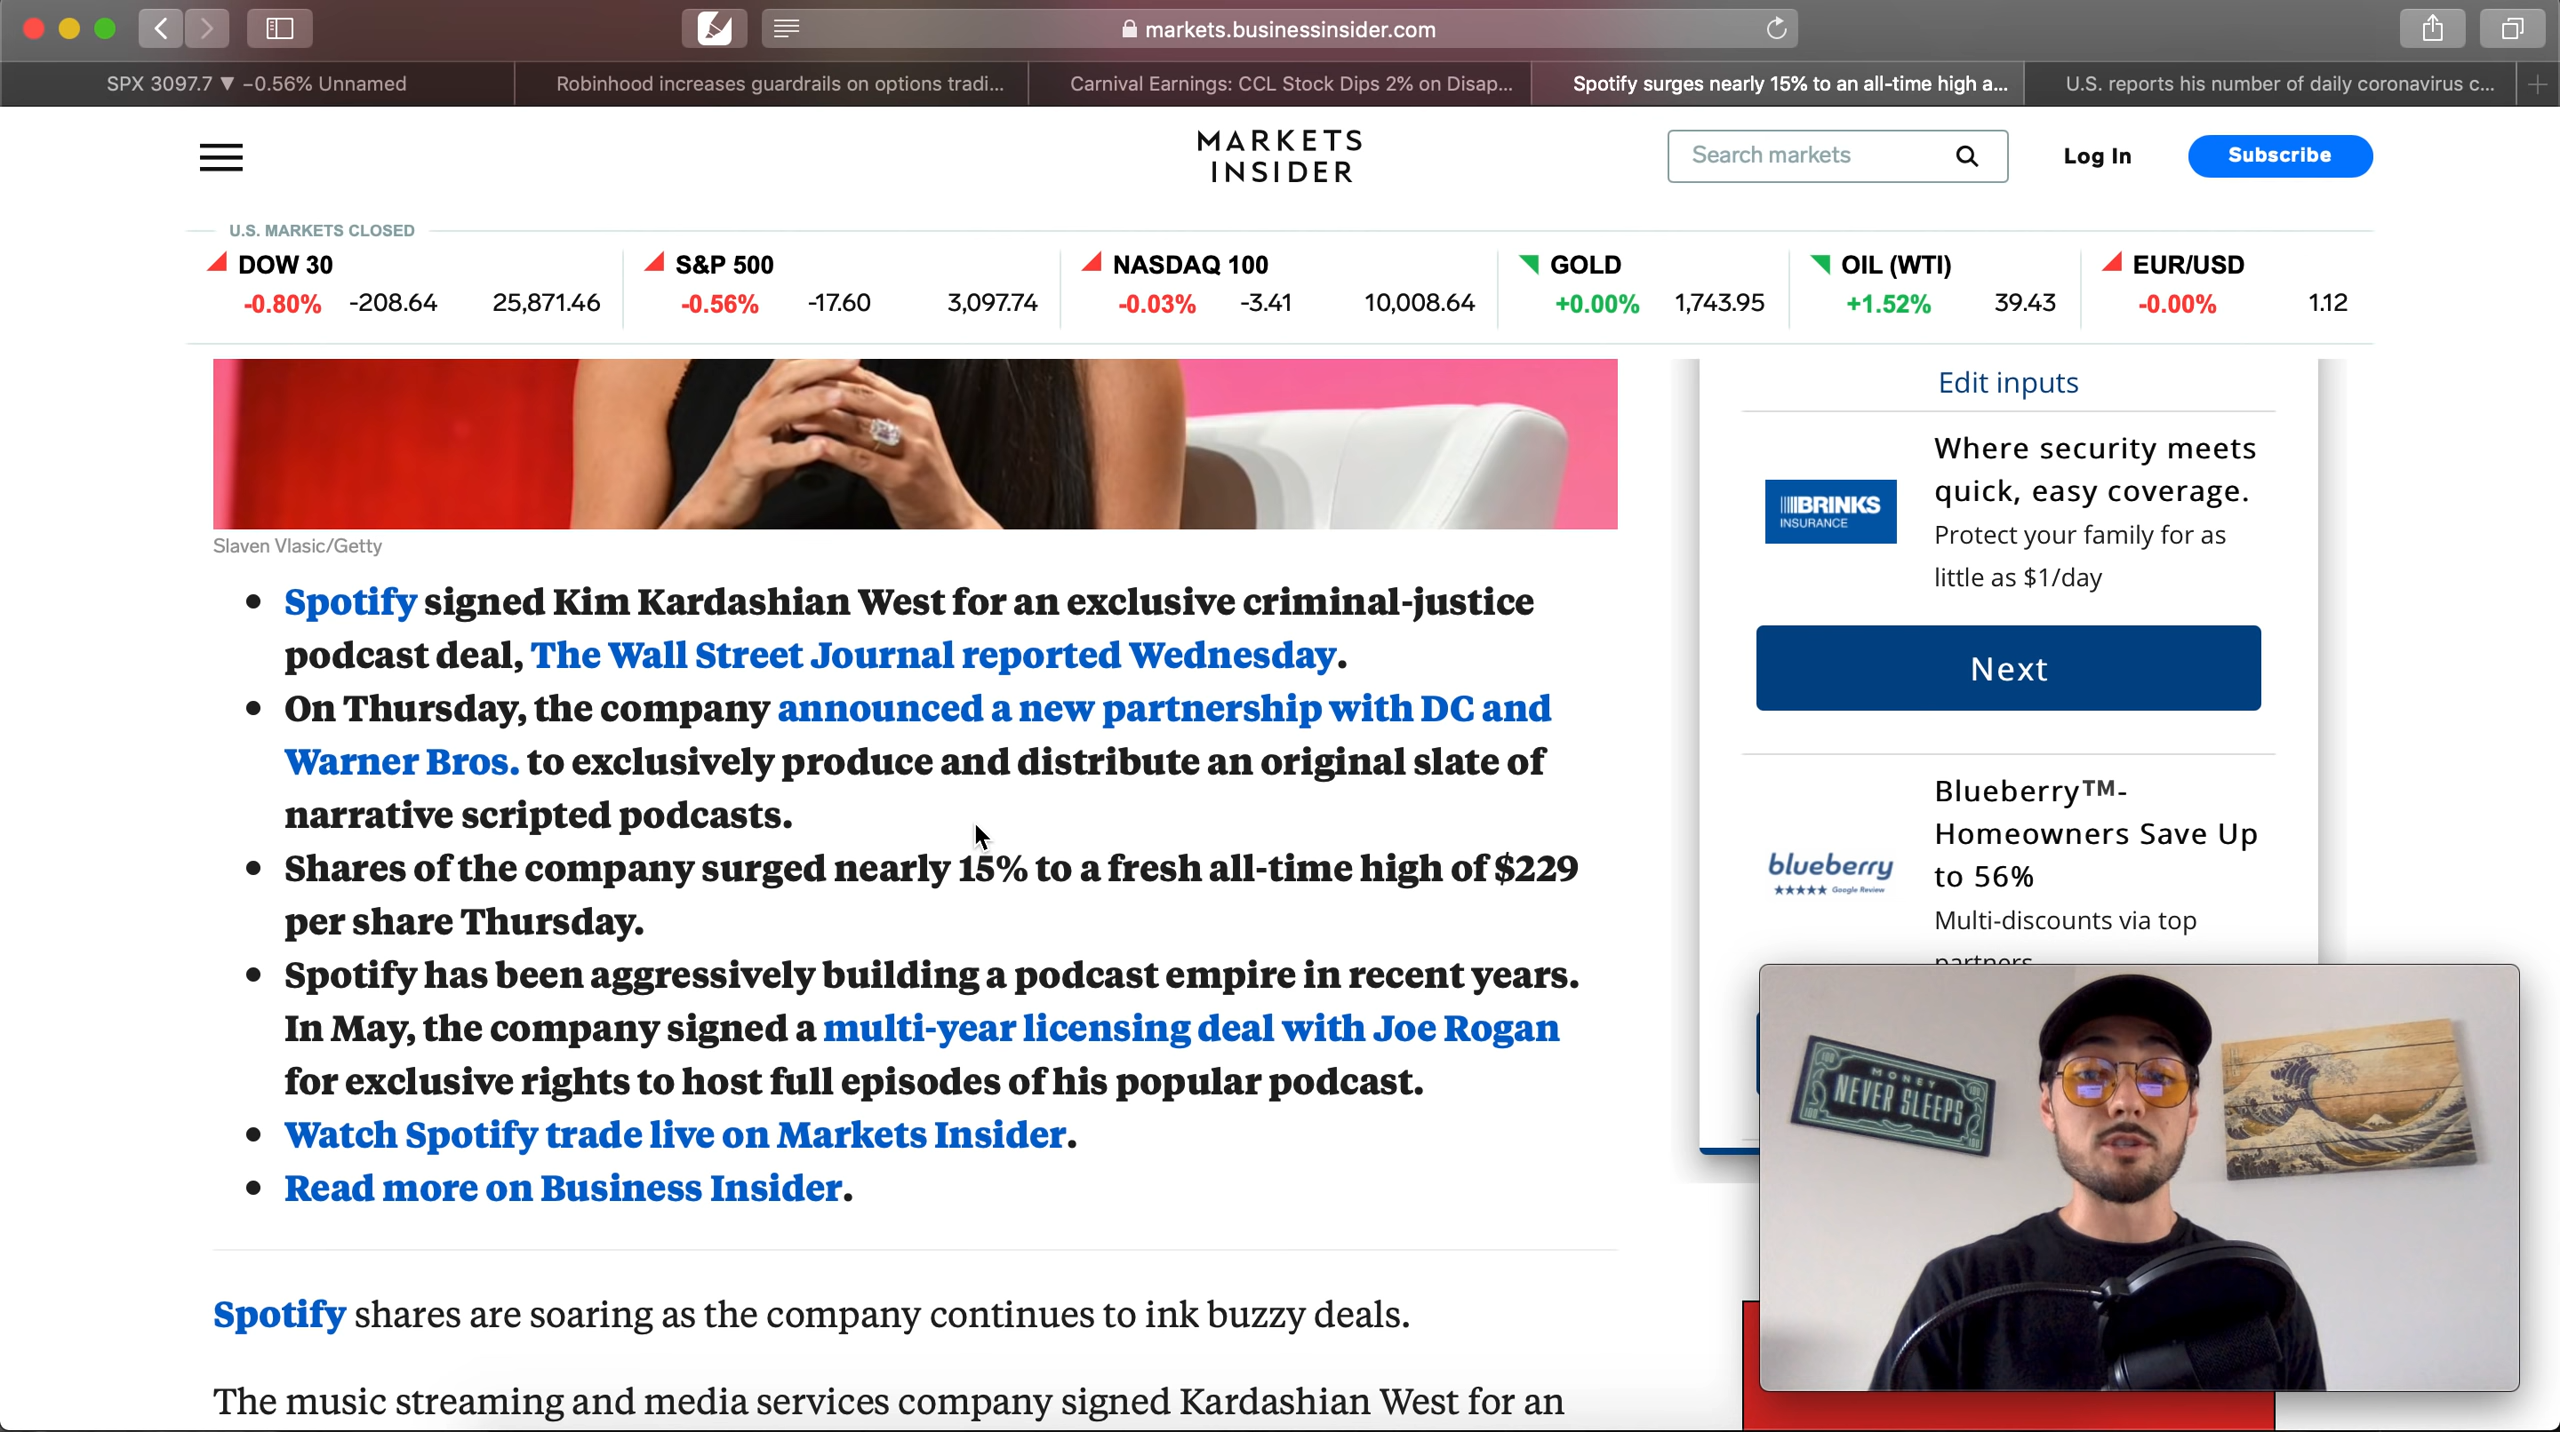 markets.businessinsider.com
SPX 3097.7 ▼ −0.56% Unnamed
Robinhood increases guardrails on options tradi...
Carnival Earnings: CCL Stock Dips 2% on Disap...
Spotify surges nearly 15% to an all-time high a...
U.S. reports his number of daily coronavirus c...
MARKETS
INSIDER
Search markets
Log In
Subscribe
U.S. MARKETS CLOSED
DOW 30
-0.80% -208.64 25,871.46
S&P 500
-0.56% -17.60 3,097.74
NASDAQ 100
-0.03% -3.41 10,008.64
GOLD
+0.00% 1,743.95
OIL (WTI)
+1.52% 39.43
EUR/USD
-0.00% 1.12
Slaven Vlasic/Getty
• Spotify signed Kim Kardashian West for an exclusive criminal-justice
podcast deal, The Wall Street Journal reported Wednesday.
• On Thursday, the company announced a new partnership with DC and
Warner Bros. to exclusively produce and distribute an original slate of
narrative scripted podcasts.
• Shares of the company surged nearly 15% to a fresh all-time high of $229
per share Thursday.
• Spotify has been aggressively building a podcast empire in recent years.
In May, the company signed a multi-year licensing deal with Joe Rogan
for exclusive rights to host full episodes of his popular podcast.
• Watch Spotify trade live on Markets Insider.
• Read more on Business Insider.
Spotify shares are soaring as the company continues to ink buzzy deals.
The music streaming and media services company signed Kardashian West for an
Edit inputs
BRINKS
INSURANCE
Where security meets
quick, easy coverage.
Protect your family for as
little as $1/day
Next
blueberry
★★★★★ Google Review
Blueberry™-
Homeowners Save Up
to 56%
Multi-discounts via top
partners
100
100
MONEY
NEVER SLEEPS
100
100